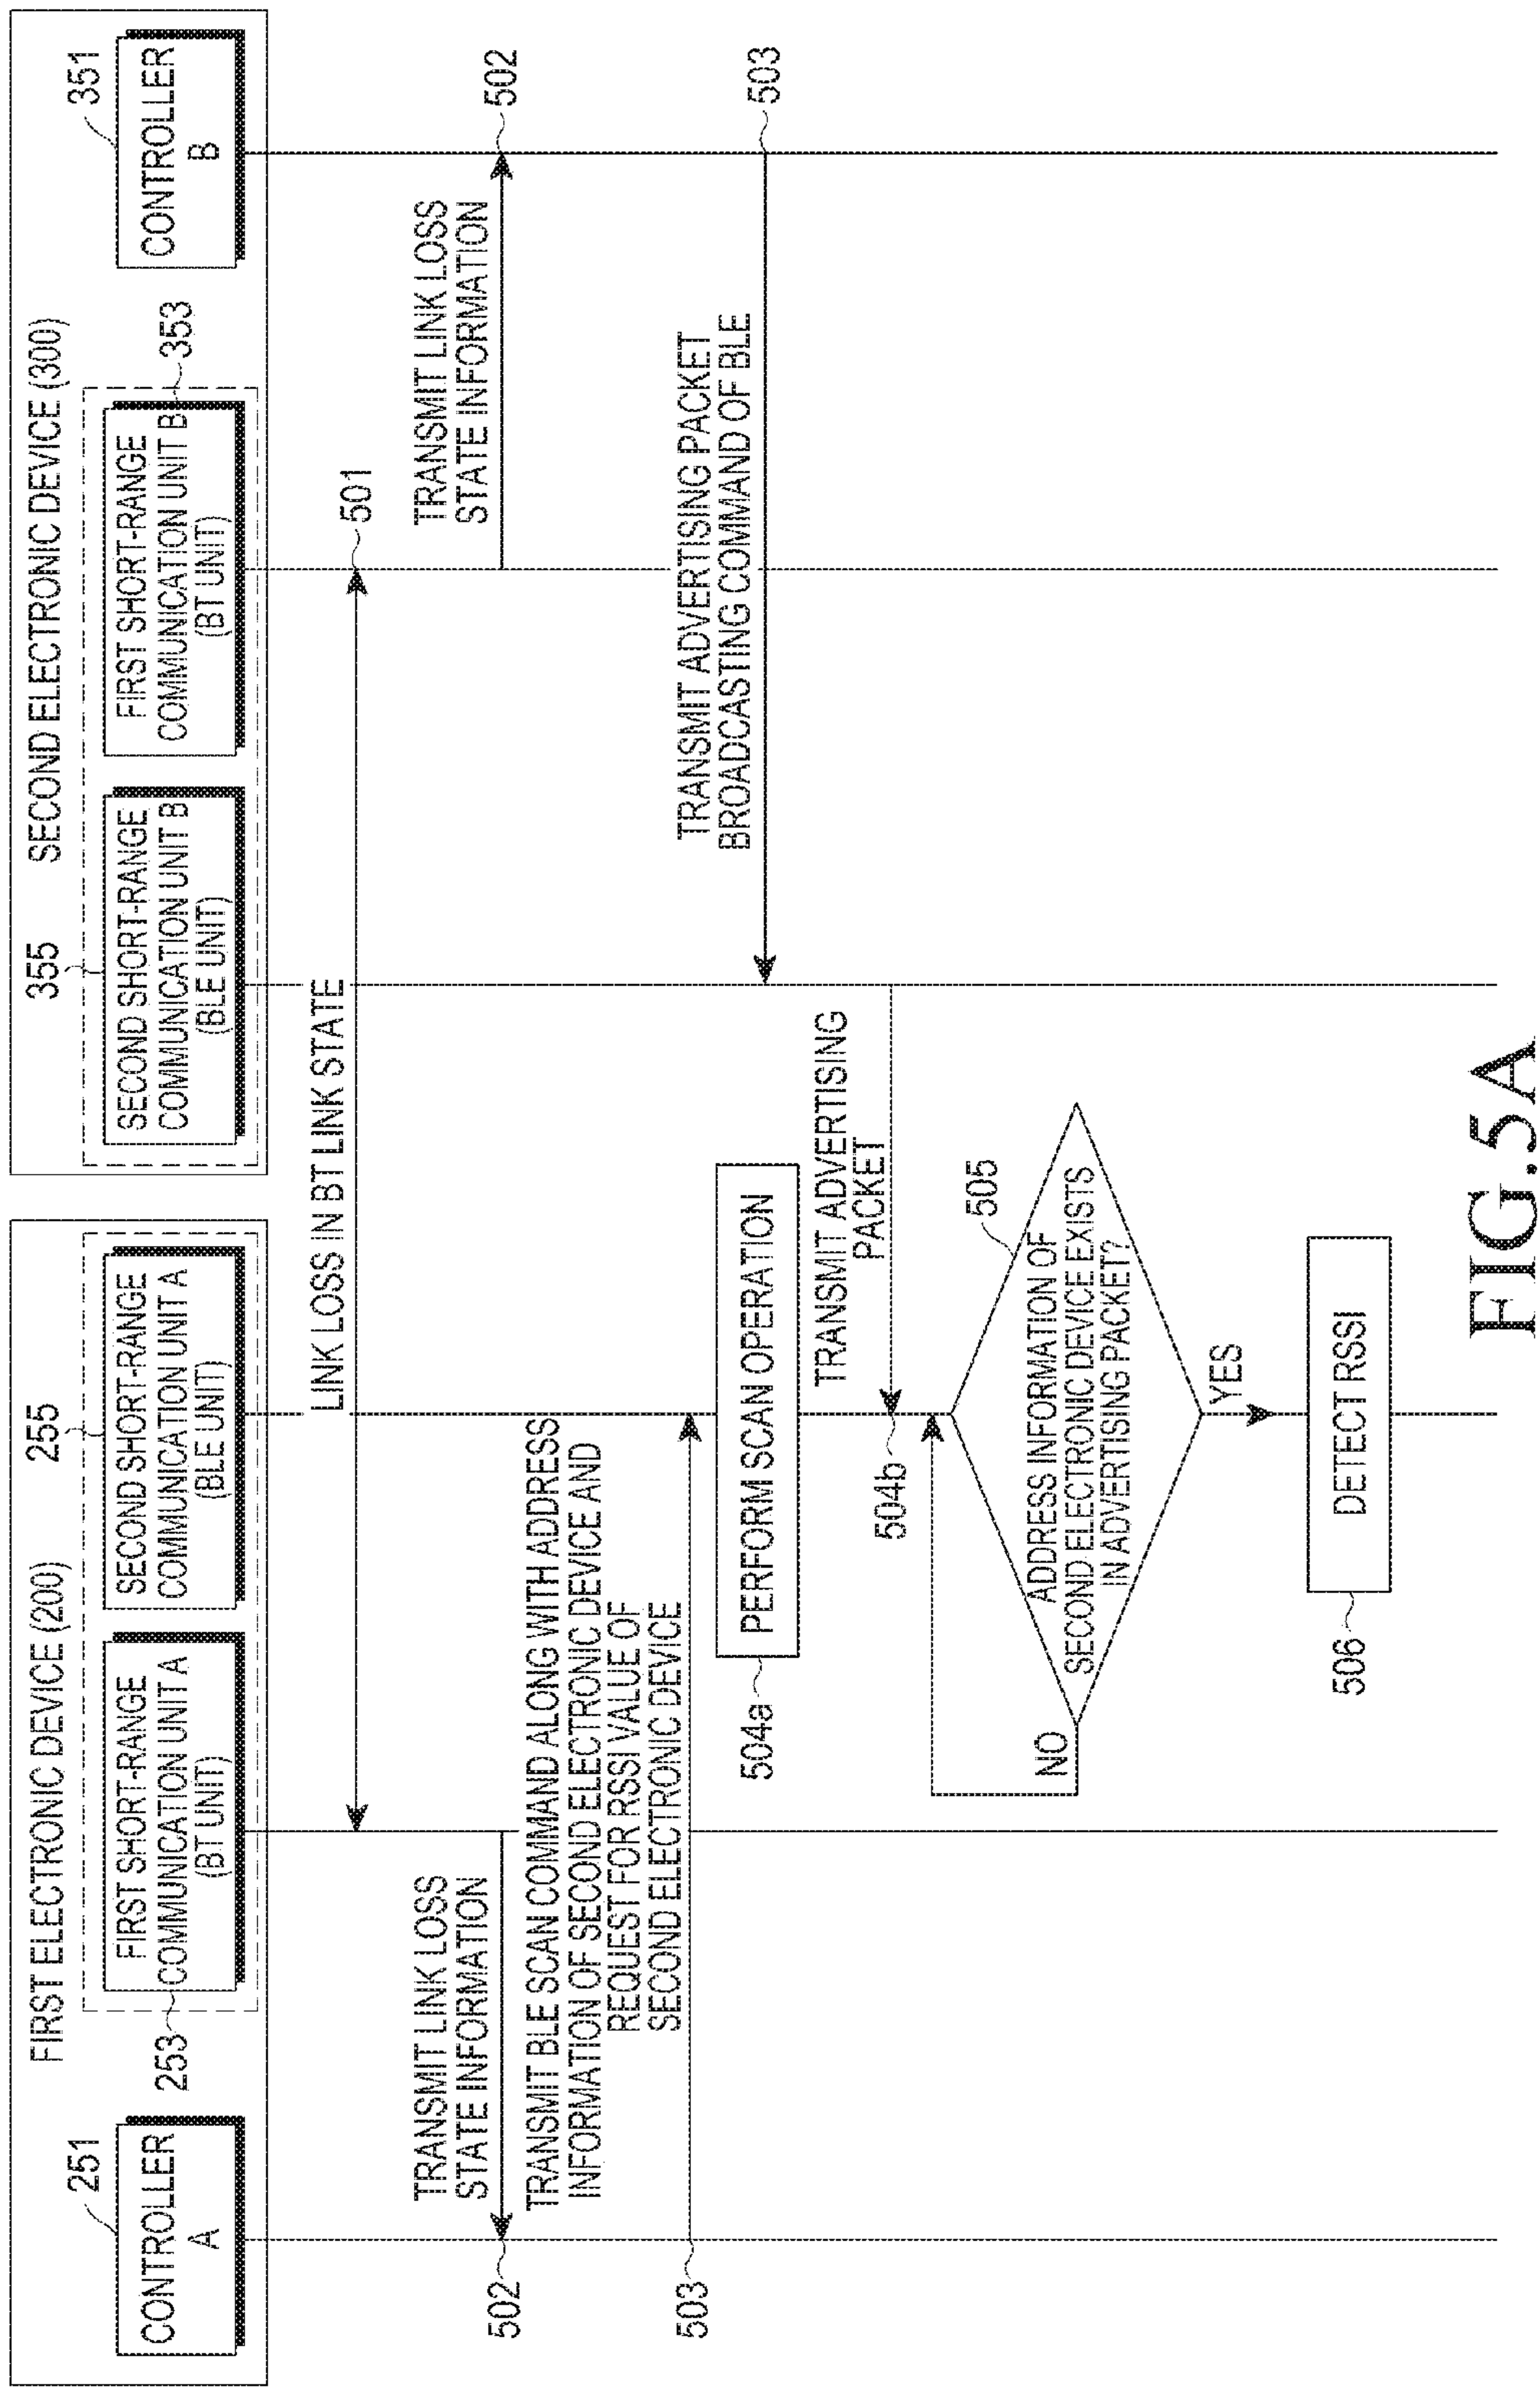 FIRST ELECTRONIC DEVICE (200)
SECOND ELECTRONIC DEVICE (300)
251
253
255
355
353
351
CONTROLLER
A
FIRST SHORT-RANGE
COMMUNICATION UNIT A
(BT UNIT)
SECOND SHORT-RANGE
COMMUNICATION UNIT A
(BLE UNIT)
SECOND SHORT-RANGE
COMMUNICATION UNIT B
(BLE UNIT)
FIRST SHORT-RANGE
COMMUNICATION UNIT B
(BT UNIT)
CONTROLLER
B
LINK LOSS IN BT LINK STATE
501
TRANSMIT LINK LOSS
STATE INFORMATION
502
TRANSMIT LINK LOSS
STATE INFORMATION
502
TRANSMIT BLE SCAN COMMAND ALONG WITH ADDRESS
INFORMATION OF SECOND ELECTRONIC DEVICE AND
REQUEST FOR RSSI VALUE OF
SECOND ELECTRONIC DEVICE
503
TRANSMIT ADVERTISING PACKET
BROADCASTING COMMAND OF BLE
503
504a
PERFORM SCAN OPERATION
TRANSMIT ADVERTISING
PACKET
504b
505
ADDRESS INFORMATION OF
SECOND ELECTRONIC DEVICE EXISTS
IN ADVERTISING PACKET?
NO
YES
506
DETECT RSSI
FIG.5A